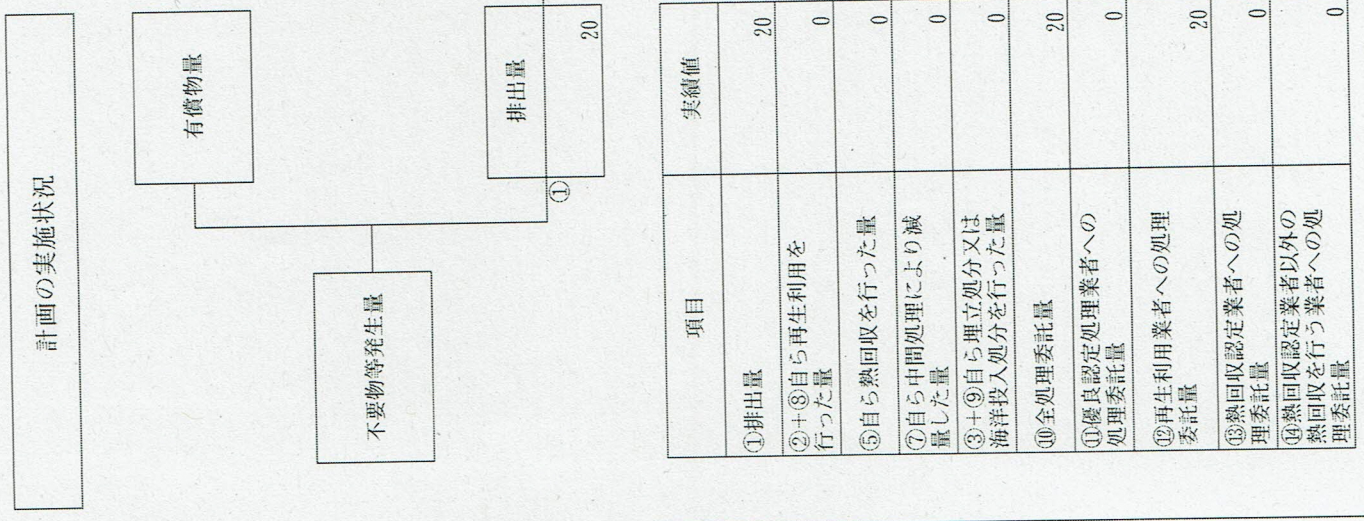 計画の実施状況
有償物量
不要物等発生量
排出量
①
20
項目
実績値
①排出量
20
②+⑧自ら再生利用を
行った量
0
⑤自ら熱回収を行った量
0
⑦自ら中間処理により減
量した量
0
③+⑨自ら埋立処分又は
海洋投入処分を行った量
0
⑩全処理委託量
20
⑪優良認定処理業者への
処理委託量
0
⑫再生利用業者への処理
委託量
20
⑬熱回収認定業者への処
理委託量
0
⑭熱回収認定業者以外の
熱回収を行う業者への処
理委託量
0